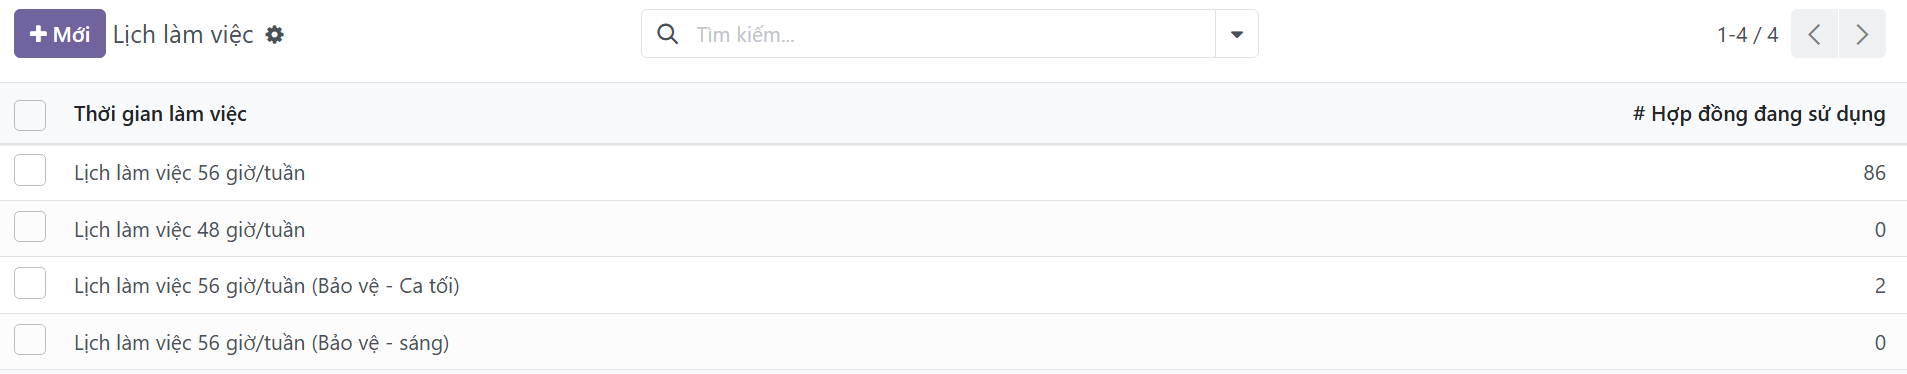 Mới Lịch làm việc Tìm kiếm... 1-4 / 4
Thời gian làm việc # Hợp đồng đang sử dụng
Lịch làm việc 56 giờ/tuần 86
Lịch làm việc 48 giờ/tuần 0
Lịch làm việc 56 giờ/tuần (Bảo vệ - Ca tối) 2
Lịch làm việc 56 giờ/tuần (Bảo vệ - sáng) 0